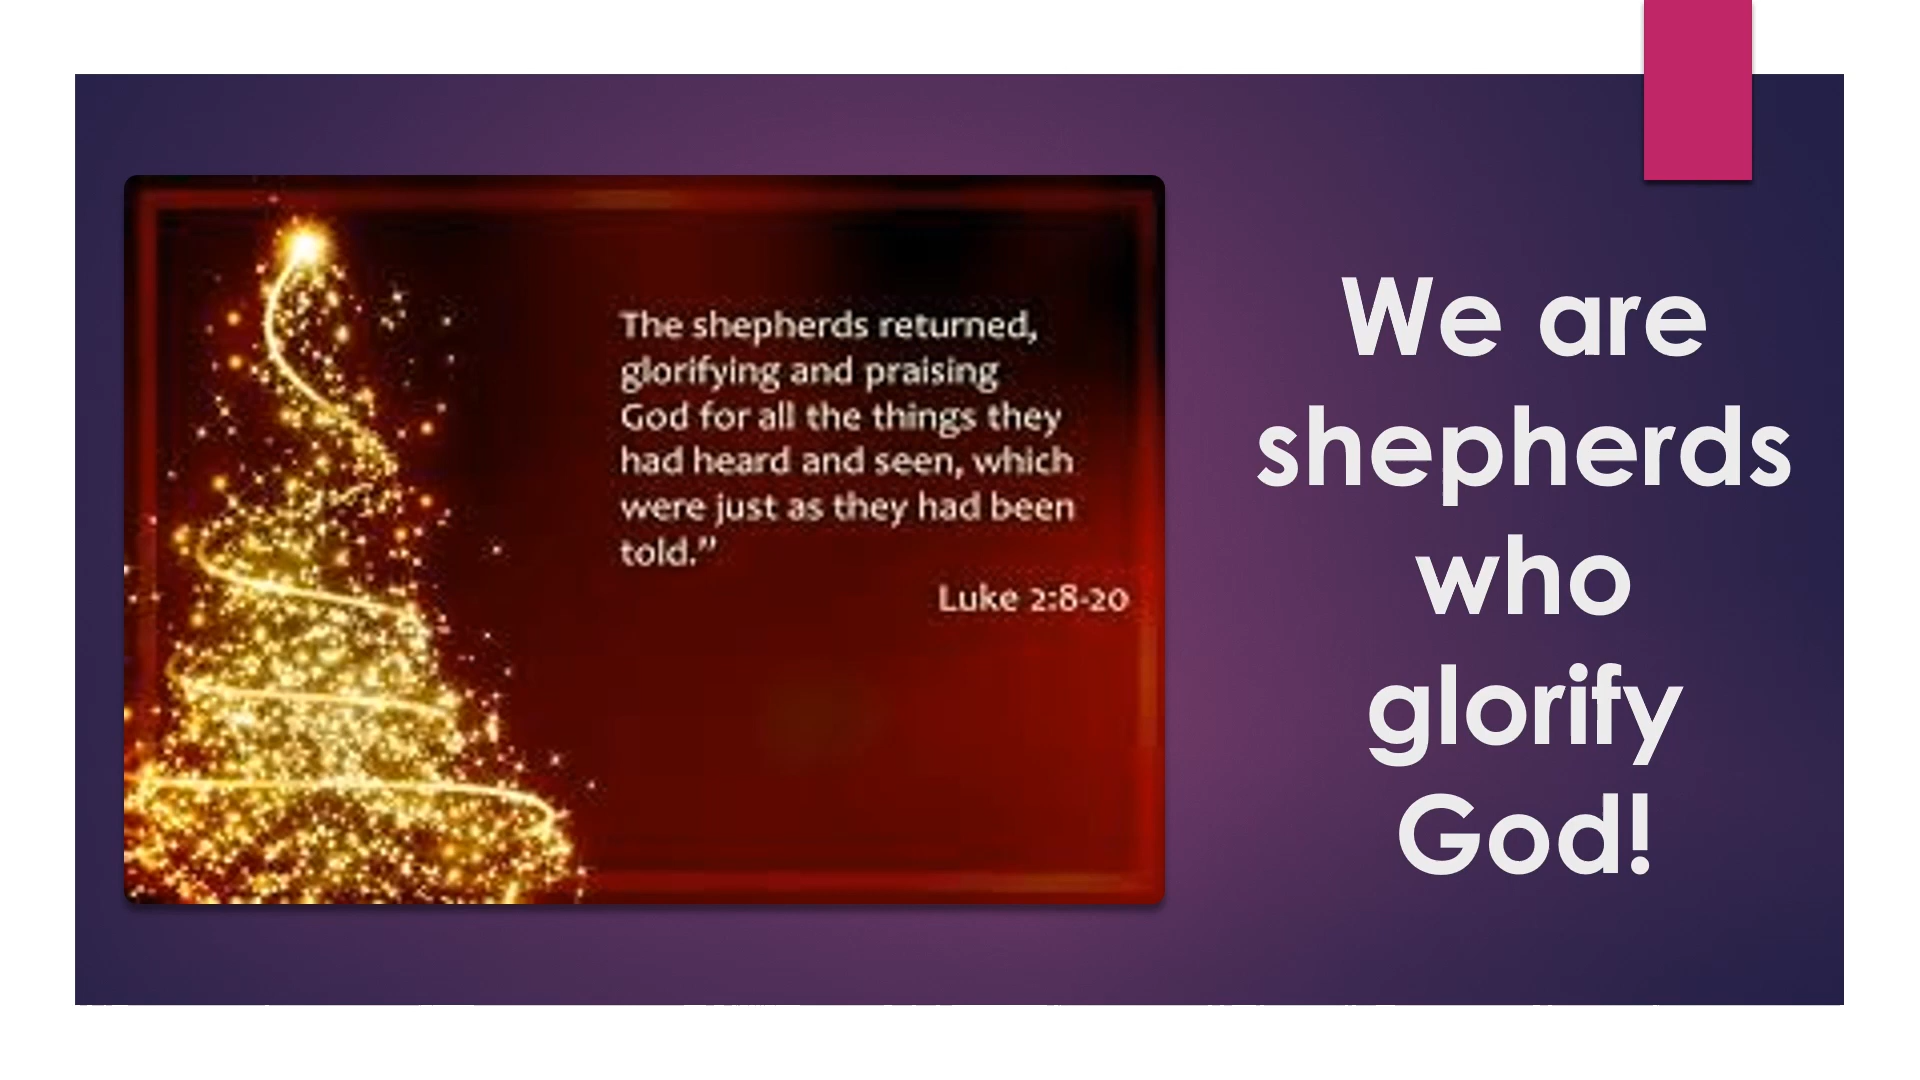 The shepherds returned,
glorifying and praising
God for all the things they
had heard and seen, which
were just as they had been
told.”
Luke 2:8-20
We are
shepherds
who
glorify
God!